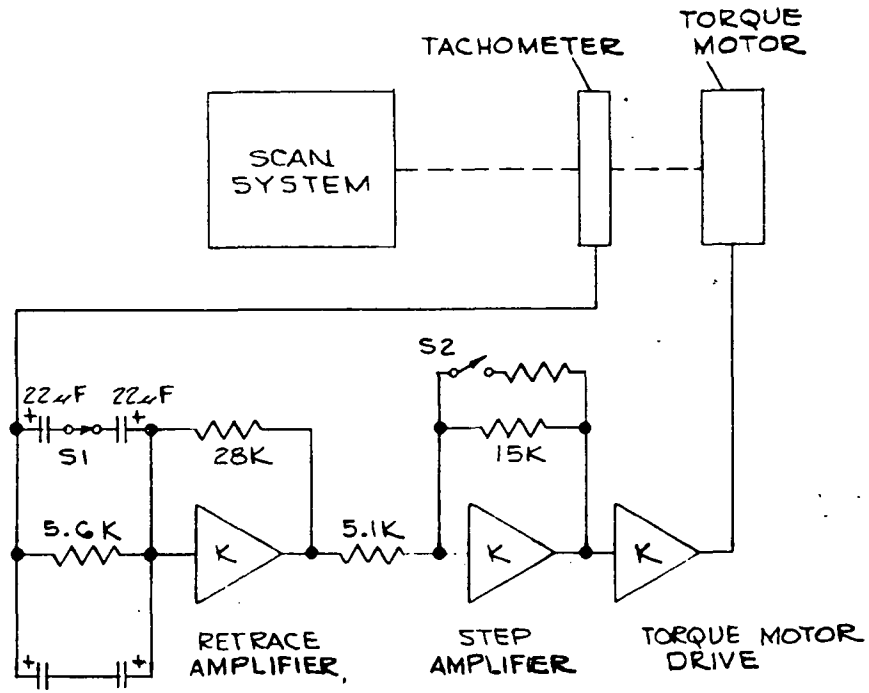 TORQUE
MOTOR
TACHOMETER
SCAN
SYSTEM
S2
22µF 22µF
+ +
S1
28K
15K
5.6K
5.1K
K
K
K
+ +
RETRACE
AMPLIFIER
STEP
AMPLIFIER
TORQUE MOTOR
DRIVE